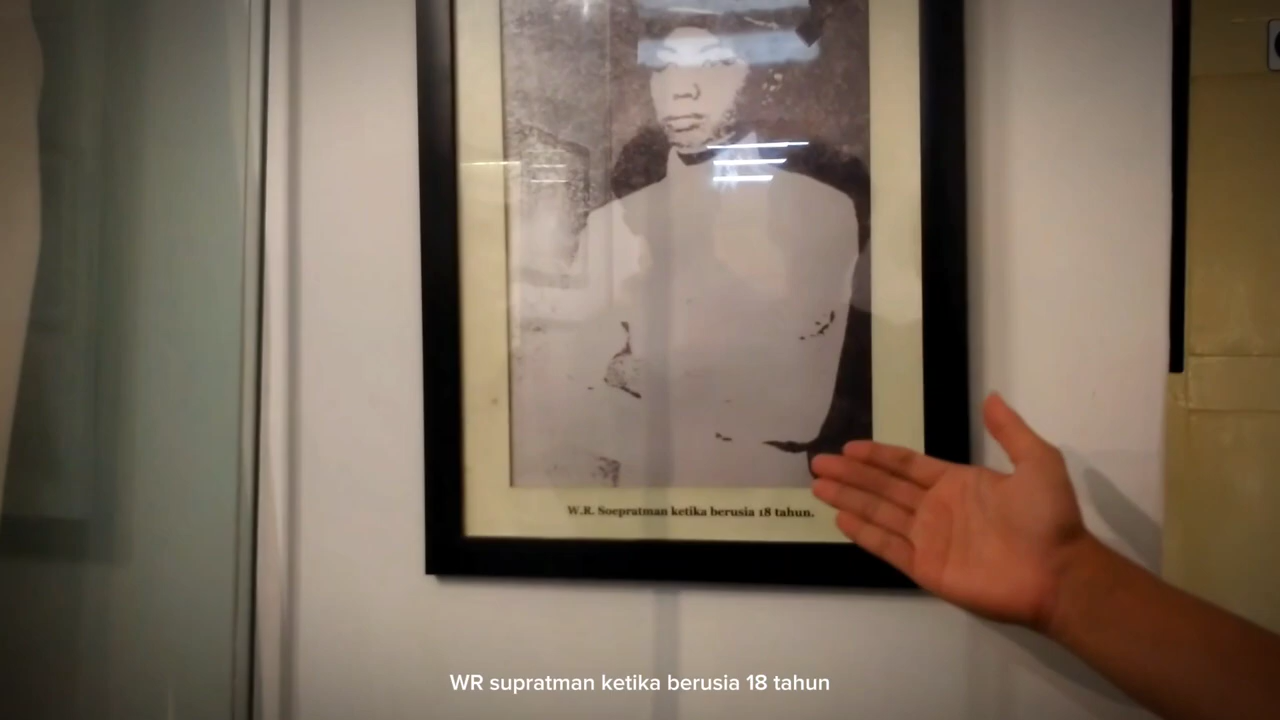 W.R. Soepratman ketika berusia 18 tahun.
WR supratman ketika berusia 18 tahun